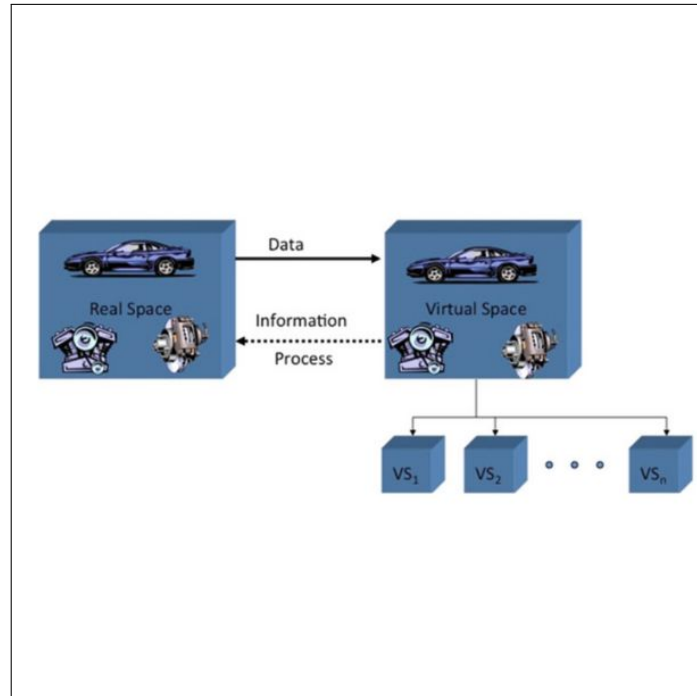 Data
Real Space
Virtual Space
Information
Process
VS₁
VS₂
VSₙ